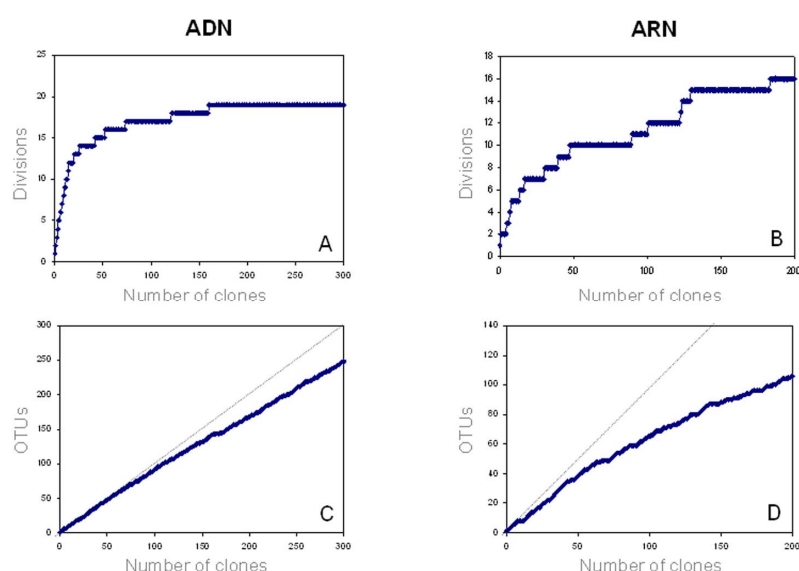 ADN
ARN
25
20
15
10
5
0
Divisions
0 50 100 150 200 250 300
Number of clones
A
18
16
14
12
10
8
6
4
2
0
Divisions
0 50 100 150 200
Number of clones
B
300
250
200
150
100
50
0
OTUs
0 50 100 150 200 250 300
Number of clones
C
140
120
100
80
60
40
20
0
OTUs
0 50 100 150 200
Number of clones
D